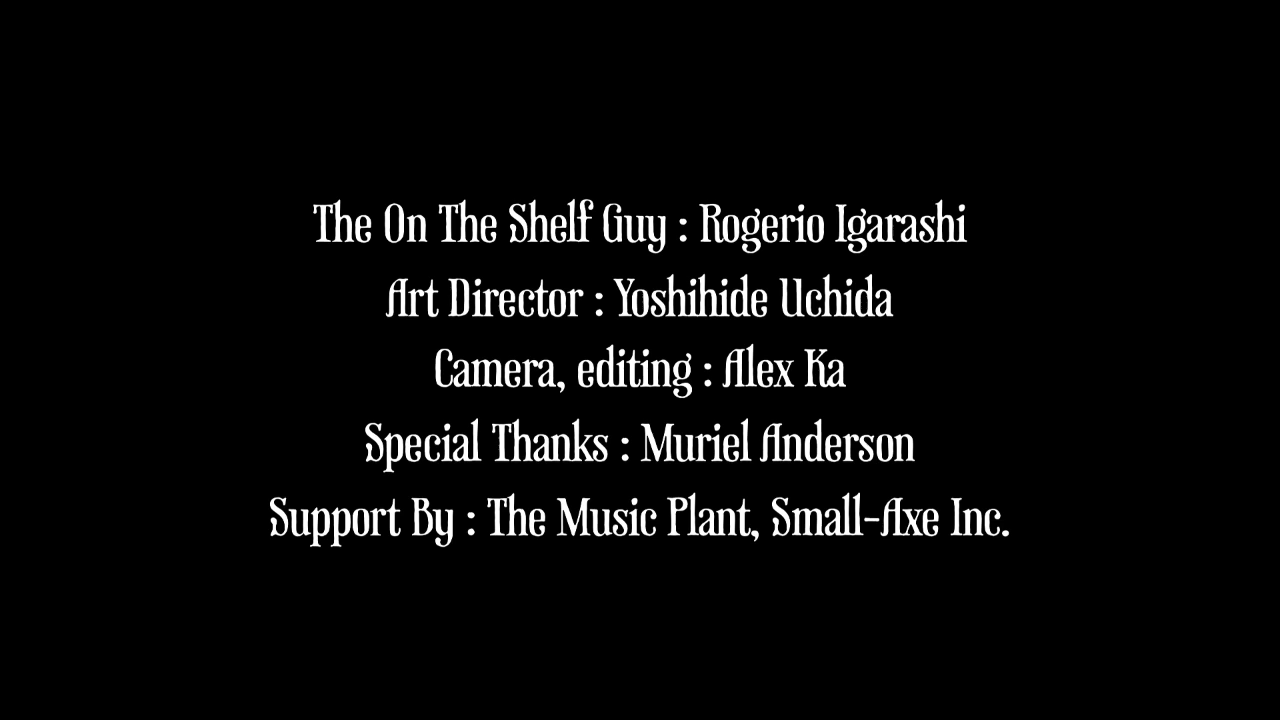 The On The Shelf Guy : Rogerio Igarashi
Art Director : Yoshihide Uchida
Camera, editing : Alex Ka
Special Thanks : Muriel Anderson
Support By : The Music Plant, Small-Axe Inc.